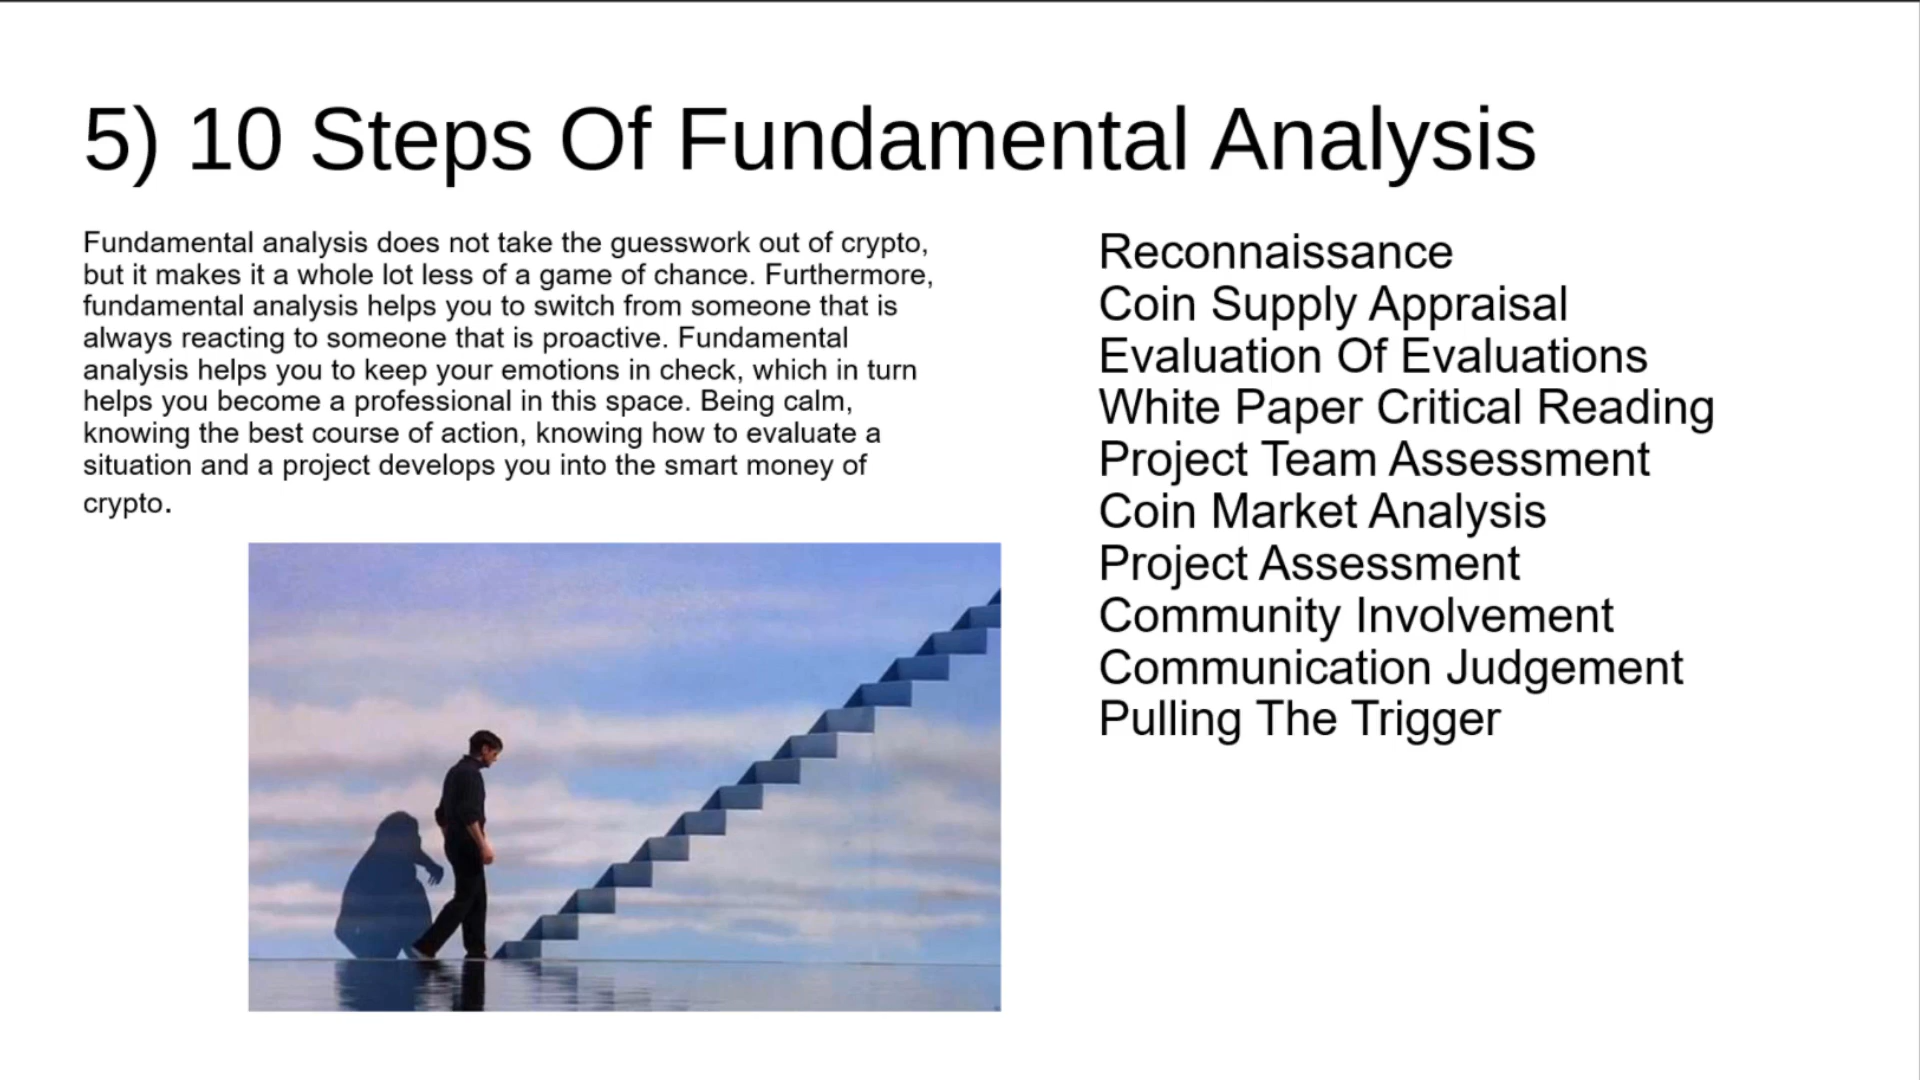 5) 10 Steps Of Fundamental Analysis
Fundamental analysis does not take the guesswork out of crypto,
but it makes it a whole lot less of a game of chance. Furthermore,
fundamental analysis helps you to switch from someone that is
always reacting to someone that is proactive. Fundamental
analysis helps you to keep your emotions in check, which in turn
helps you become a professional in this space. Being calm,
knowing the best course of action, knowing how to evaluate a
situation and a project develops you into the smart money of
crypto.
Reconnaissance
Coin Supply Appraisal
Evaluation Of Evaluations
White Paper Critical Reading
Project Team Assessment
Coin Market Analysis
Project Assessment
Community Involvement
Communication Judgement
Pulling The Trigger